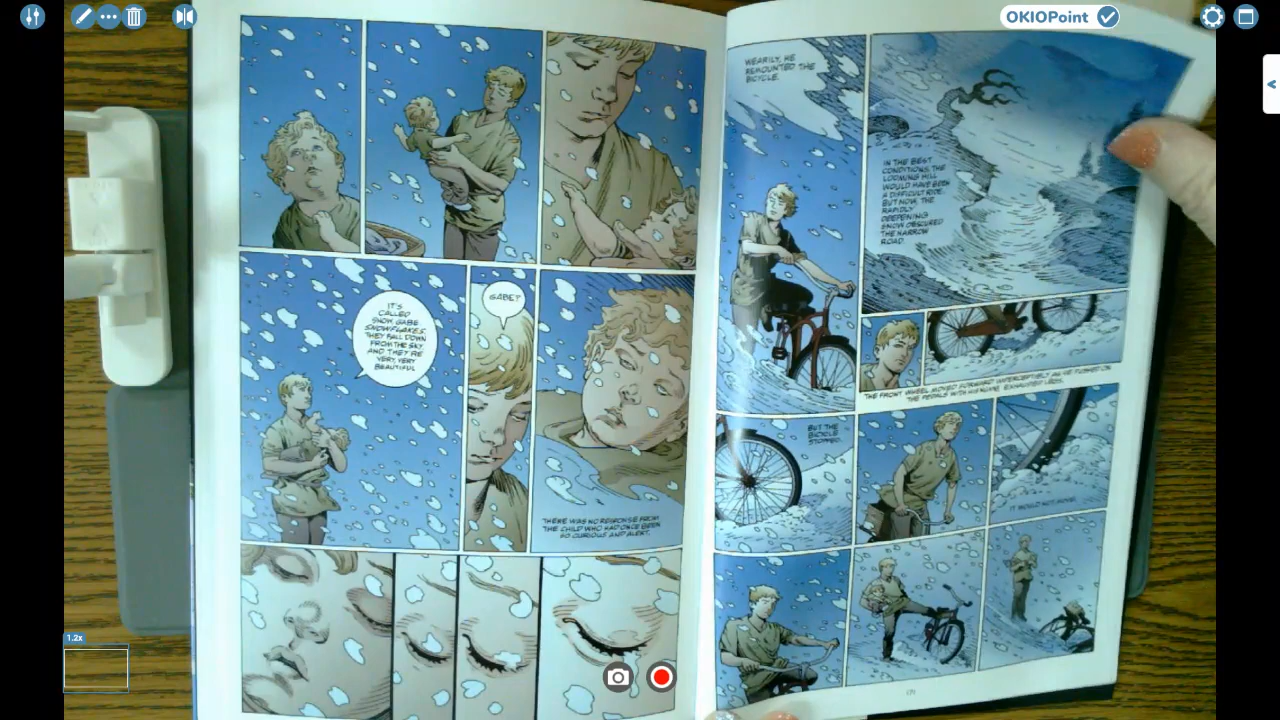 OKIOPoint
IT'S
CALLED
SNOW, GABE.
SNOWFLAKES.
THEY FALL DOWN
FROM THE SKY.
AND THEY'RE
VERY, VERY
BEAUTIFUL.
GABE?
THERE WAS NO RESPONSE FROM
THE CHILD WHO HAD ONCE BEEN
SO CURIOUS AND ALERT.
WEARILY, HE
REMOUNTED THE
BICYCLE.
IN THE BEST
CONDITIONS, THE
LOOMING HILL
WOULD HAVE BEEN
A DIFFICULT RIDE.
BUT NOW, THE
RAPIDLY
DEEPENING
SNOW OBSCURED
THE NARROW
ROAD.
THE FRONT WHEEL MOVED FORWARD IMPERCEPTIBLY AS HE PUSHED ON
THE PEDALS WITH HIS NUMB, EXHAUSTED LEGS.
BUT THE
BICYCLE
STOPPED.
IT WOULD NOT MOVE.
171
1.2x